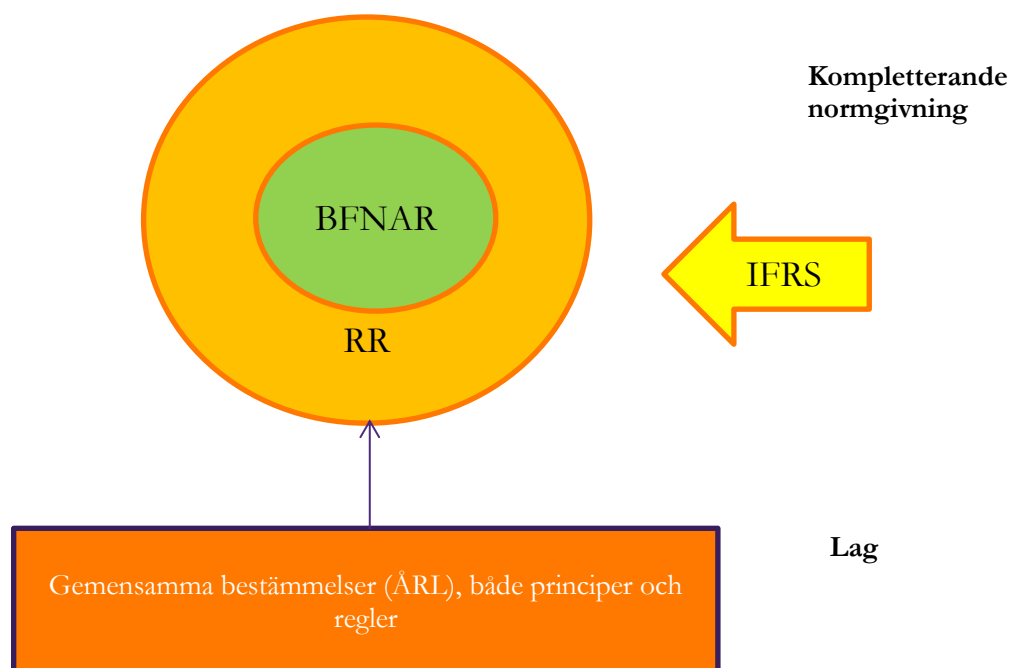 Kompletterande
normgivning
BFNAR
IFRS
RR
Lag
Gemensamma bestämmelser (ÅRL), både principer och
regler